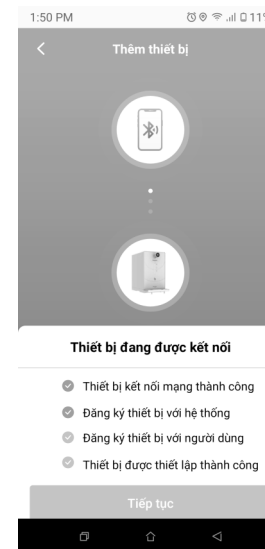 1:50 PM 11%
Thêm thiết bị
Thiết bị đang được kết nối
Thiết bị kết nối mạng thành công
Đăng ký thiết bị với hệ thống
Đăng ký thiết bị với người dùng
Thiết bị được thiết lập thành công
Tiếp tục